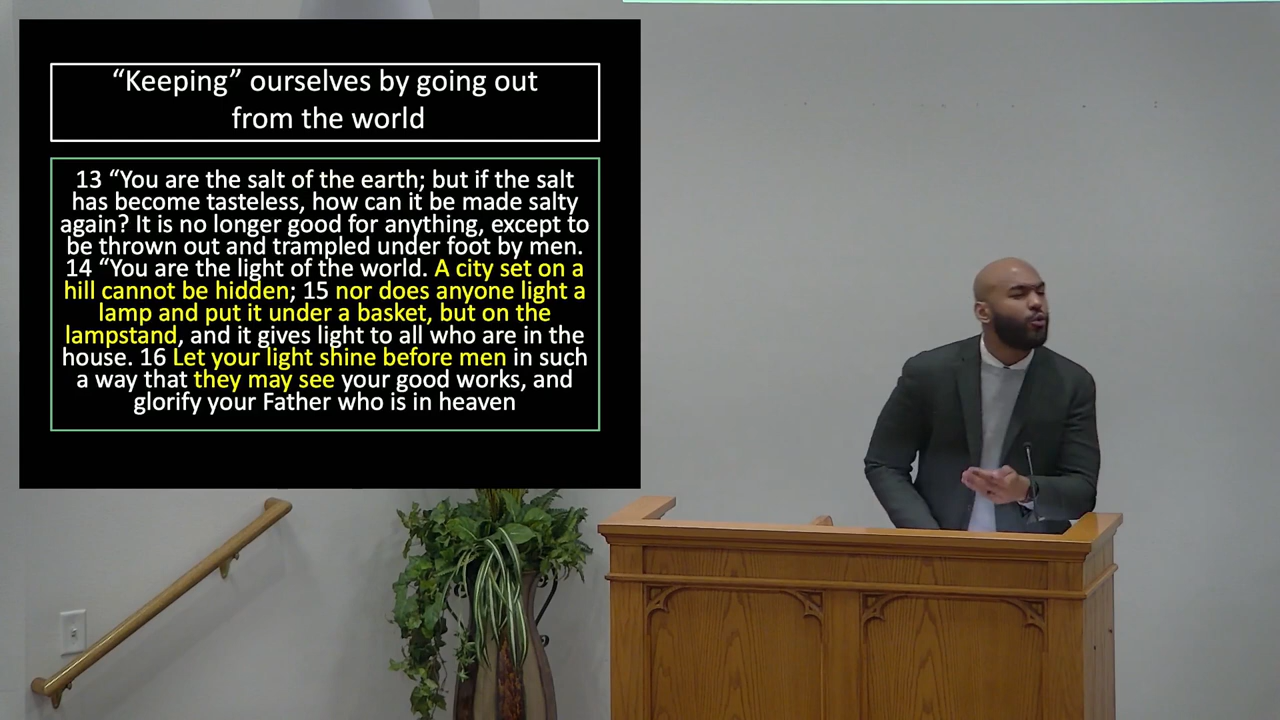 “Keeping” ourselves by going out
from the world
13 “You are the salt of the earth; but if the salt
has become tasteless, how can it be made salty
again? It is no longer good for anything, except to
be thrown out and trampled under foot by men.
14 “You are the light of the world. A city set on a
hill cannot be hidden; 15 nor does anyone light a
lamp and put it under a basket, but on the
lampstand, and it gives light to all who are in the
house. 16 Let your light shine before men in such
a way that they may see your good works, and
glorify your Father who is in heaven